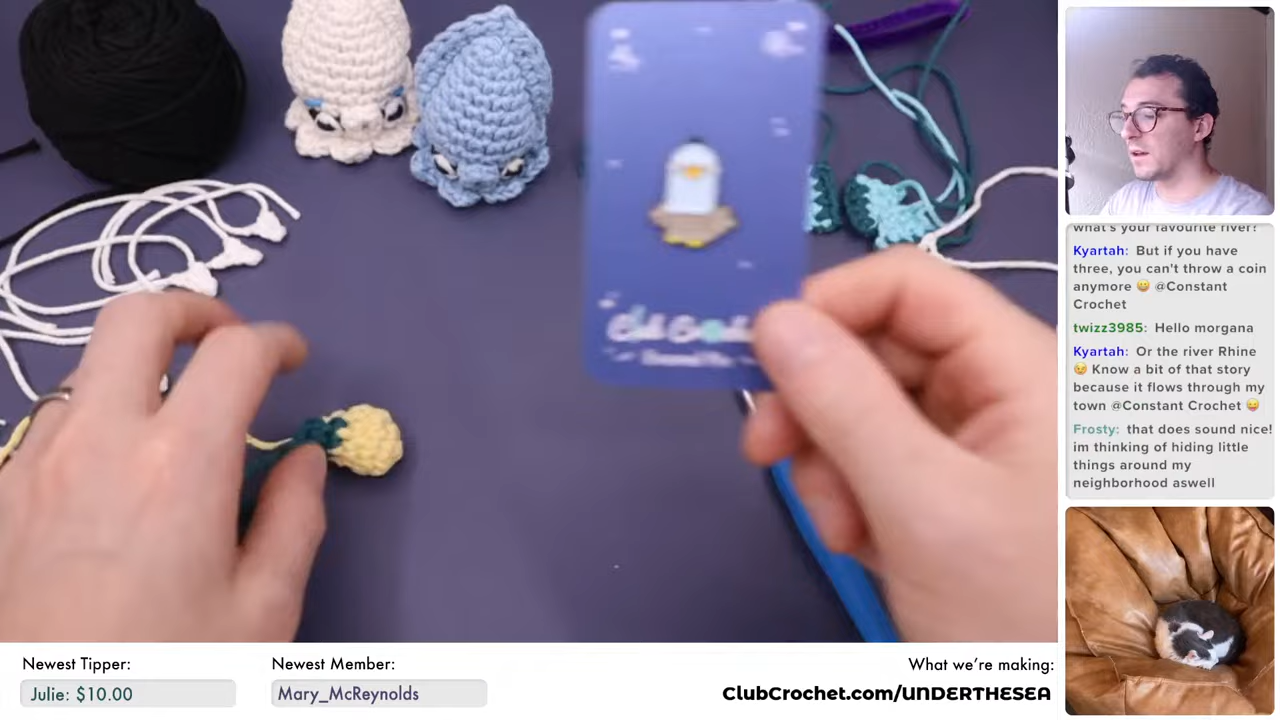 what's your favourite river?
Kyartah: But if you have
three, you can't throw a coin
anymore 😀 @Constant
Crochet
twizz3985: Hello morgana
Kyartah: Or the river Rhine
😉 Know a bit of that story
because it flows through my
town @Constant Crochet 😜
Frosty: that does sound nice!
im thinking of hiding little
things around my
neighborhood aswell
Newest Tipper:
Julie: $10.00
Newest Member:
Mary_McReynolds
What we're making:
ClubCrochet.com/UNDERTHESEA